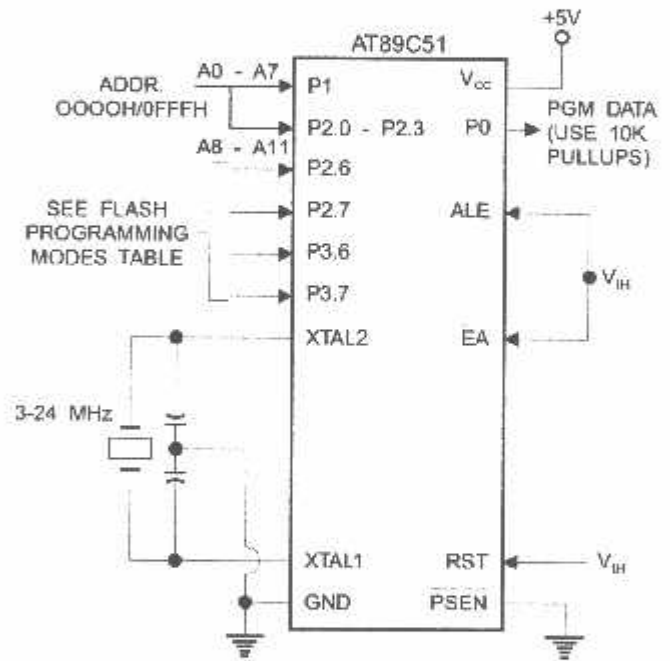 +5V
AT89C51
A0 - A7
ADDR.
OOOOH/0FFFH
P1
Vcc
P2.0 - P2.3
P0
PGM DATA
(USE 10K
PULLUPS)
A8 - A11
P2.6
SEE FLASH
PROGRAMMING
MODES TABLE
P2.7
ALE
P3.6
VIH
P3.7
XTAL2
EA
3-24 MHz
XTAL1
RST
VIH
GND
PSEN